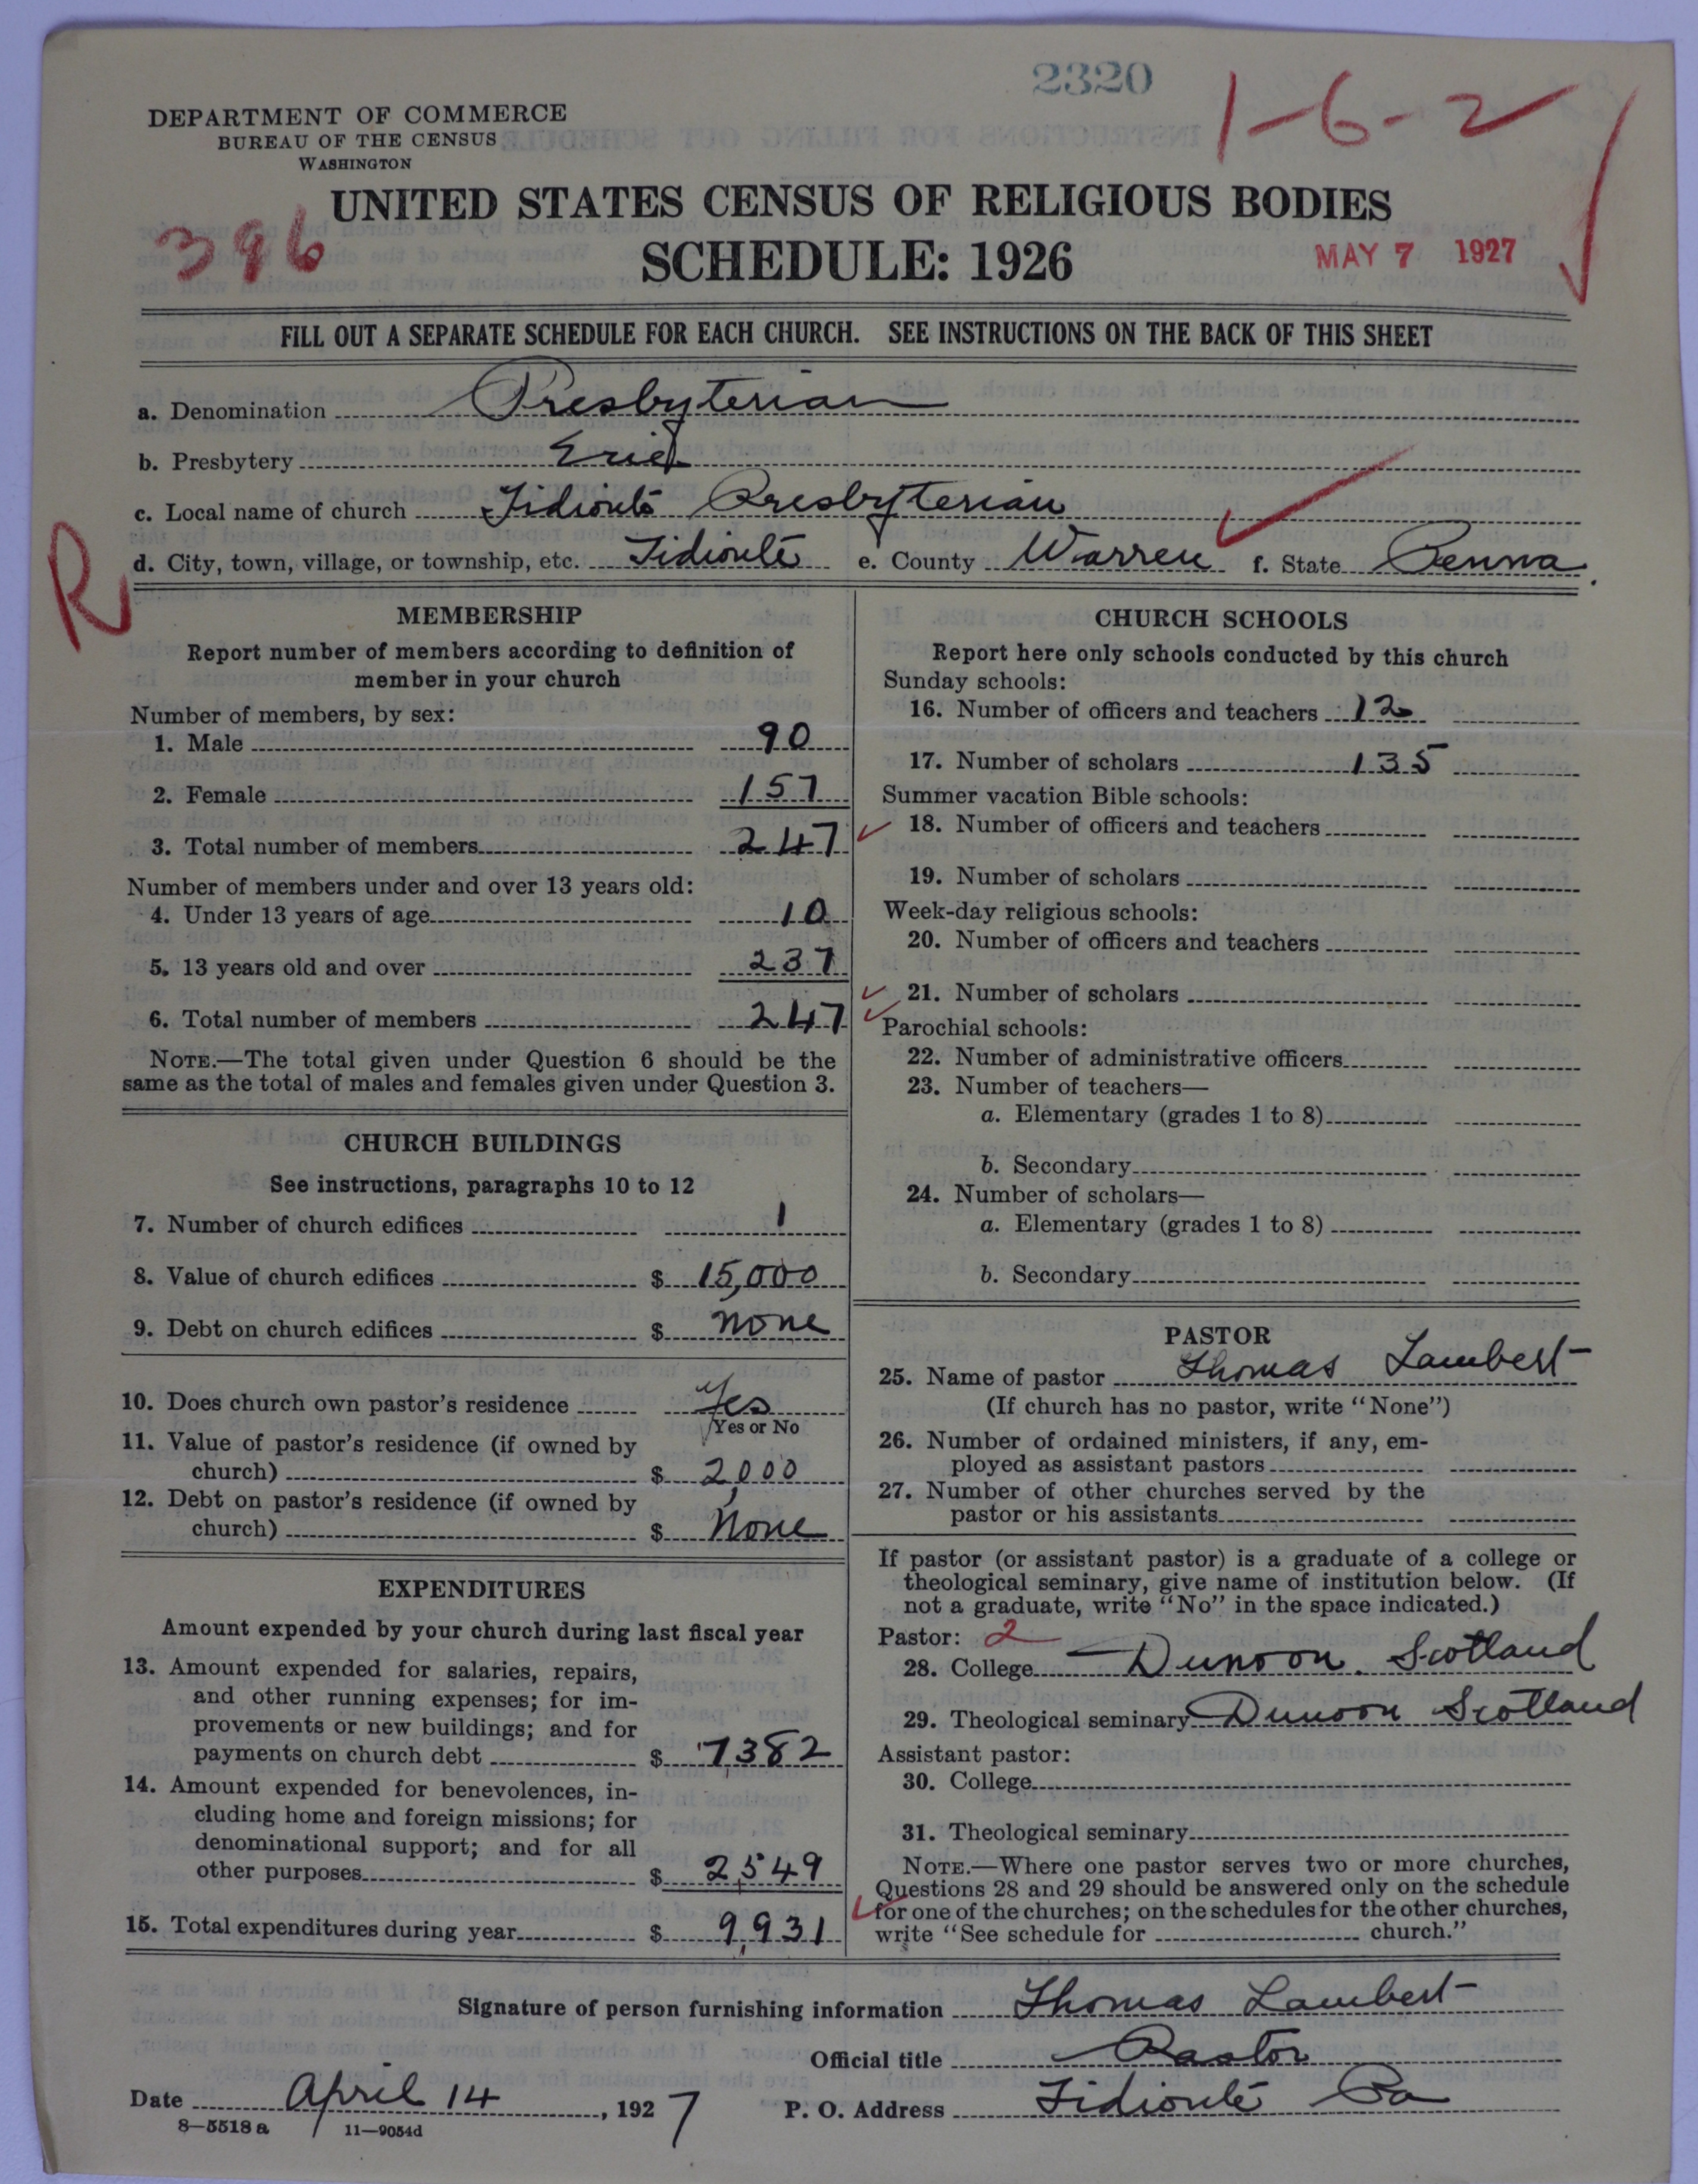 2320
1-6-2
DEPARTMENT OF COMMERCE
BUREAU OF THE CENSUS
WASHINGTON
UNITED STATES CENSUS OF RELIGIOUS BODIES
396
SCHEDULE: 1926
MAY 7 1927
FILL OUT A SEPARATE SCHEDULE FOR EACH CHURCH. SEE INSTRUCTIONS ON THE BACK OF THIS SHEET
a. Denomination Presbyterian
b. Presbytery Erie
c. Local name of church Tidioute Presbyterian
R
d. City, town, village, or township, etc. Tidioute e. County Warren f. State Penna.
MEMBERSHIP
Report number of members according to definition of
member in your church
Number of members, by sex:
1. Male 90
2. Female 157
3. Total number of members 247
Number of members under and over 13 years old:
4. Under 13 years of age 10
5. 13 years old and over 237
6. Total number of members 247
NOTE.—The total given under Question 6 should be the
same as the total of males and females given under Question 3.
CHURCH BUILDINGS
See instructions, paragraphs 10 to 12
7. Number of church edifices 1
8. Value of church edifices $ 15,000
9. Debt on church edifices $ none
10. Does church own pastor's residence Yes
Yes or No
11. Value of pastor's residence (if owned by
church) $ 2,000
12. Debt on pastor's residence (if owned by
church) $ None
EXPENDITURES
Amount expended by your church during last fiscal year
13. Amount expended for salaries, repairs,
and other running expenses; for im-
provements or new buildings; and for
payments on church debt $ 7,382
14. Amount expended for benevolences, in-
cluding home and foreign missions; for
denominational support; and for all
other purposes $ 2,549
15. Total expenditures during year $ 9,931
CHURCH SCHOOLS
Report here only schools conducted by this church
Sunday schools:
16. Number of officers and teachers 12
17. Number of scholars 135
Summer vacation Bible schools:
18. Number of officers and teachers
19. Number of scholars
Week-day religious schools:
20. Number of officers and teachers
21. Number of scholars
Parochial schools:
22. Number of administrative officers
23. Number of teachers—
a. Elementary (grades 1 to 8)
b. Secondary
24. Number of scholars—
a. Elementary (grades 1 to 8)
b. Secondary
PASTOR
25. Name of pastor Thomas Lambert
(If church has no pastor, write "None")
26. Number of ordained ministers, if any, em-
ployed as assistant pastors
27. Number of other churches served by the
pastor or his assistants
If pastor (or assistant pastor) is a graduate of a college or
theological seminary, give name of institution below. (If
not a graduate, write "No" in the space indicated.)
Pastor: 2
28. College Dunoon. Scotland
29. Theological seminary Dunoon Scotland
Assistant pastor:
30. College
31. Theological seminary
NOTE.—Where one pastor serves two or more churches,
Questions 28 and 29 should be answered only on the schedule
for one of the churches; on the schedules for the other churches,
write "See schedule for church."
Signature of person furnishing information Thomas Lambert
Official title Pastor
Date April 14, 1927 P. O. Address Tidioute Pa
8—5518 a 11—9054d